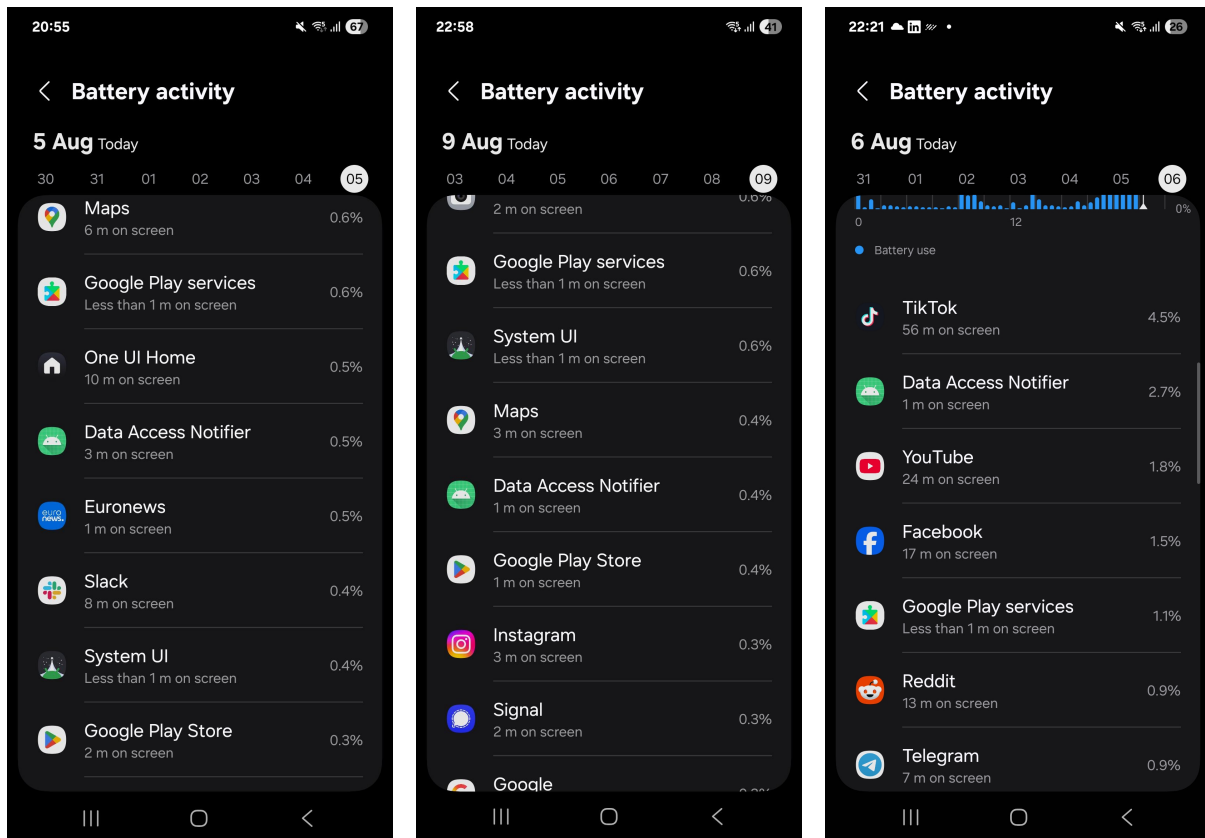 20:55
67
Battery activity
5 Aug Today
30 31 01 02 03 04 05
Maps
6 m on screen
0.6%
Google Play services
Less than 1 m on screen
0.6%
One UI Home
10 m on screen
0.5%
Data Access Notifier
3 m on screen
0.5%
euro
news.
Euronews
1 m on screen
0.5%
Slack
8 m on screen
0.4%
System UI
Less than 1 m on screen
0.4%
Google Play Store
2 m on screen
0.3%
22:58
41
Battery activity
9 Aug Today
03 04 05 06 07 08 09
2 m on screen
0.6%
Google Play services
Less than 1 m on screen
0.6%
System UI
Less than 1 m on screen
0.6%
Maps
3 m on screen
0.4%
Data Access Notifier
1 m on screen
0.4%
Google Play Store
1 m on screen
0.4%
Instagram
3 m on screen
0.3%
Signal
2 m on screen
0.3%
Google
22:21 in
26
Battery activity
6 Aug Today
31 01 02 03 04 05 06
0%
0 12
Battery use
TikTok
56 m on screen
4.5%
Data Access Notifier
1 m on screen
2.7%
YouTube
24 m on screen
1.8%
Facebook
17 m on screen
1.5%
Google Play services
Less than 1 m on screen
1.1%
Reddit
13 m on screen
0.9%
Telegram
7 m on screen
0.9%